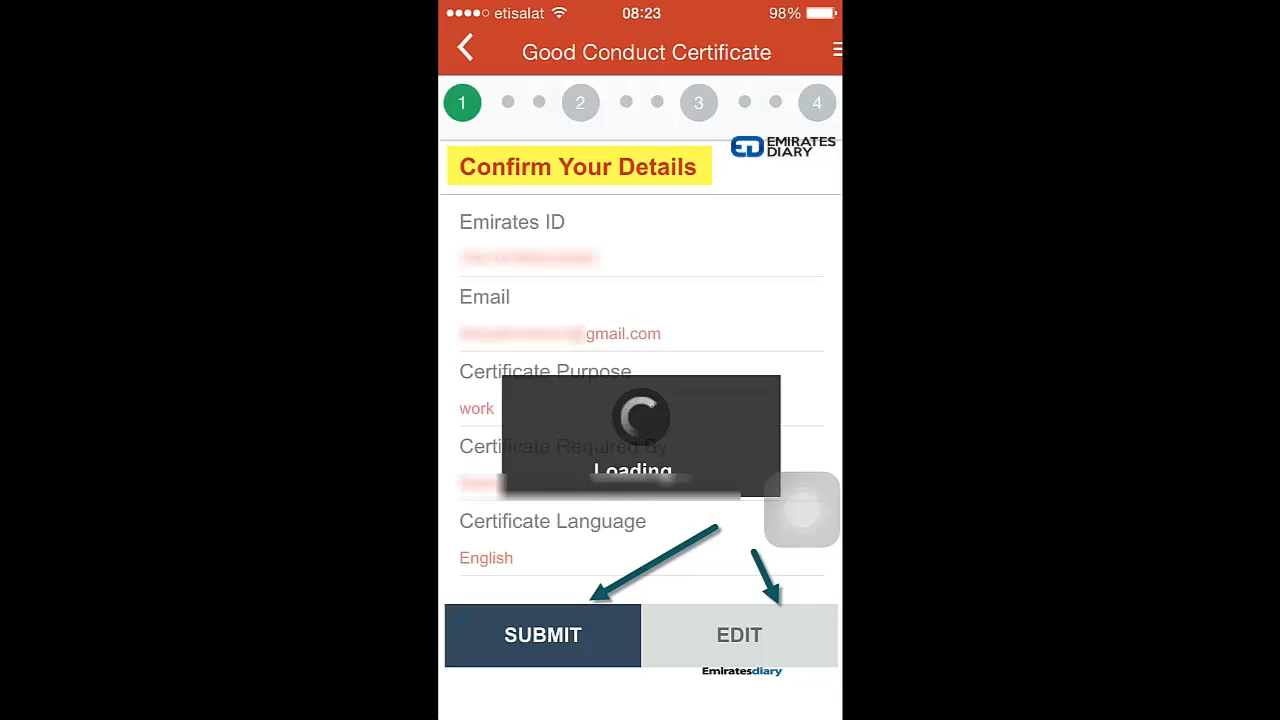 etisalat 08:23 98%
Good Conduct Certificate
1 2 3 4
EMIRATES
DIARY
Confirm Your Details
Emirates ID
Email
gmail.com
Certificate Purpose
work
Certificate Required By
Loading
Certificate Language
English
SUBMIT EDIT
Emiratesdiary